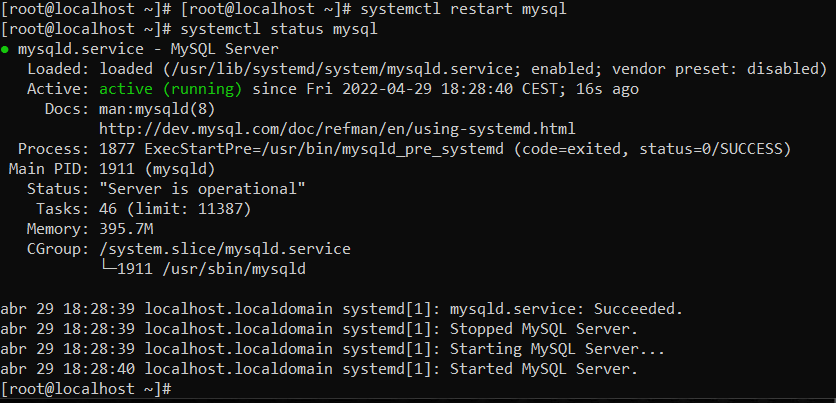 [root@localhost ~]# [root@localhost ~]# systemctl restart mysql
[root@localhost ~]# systemctl status mysql
● mysqld.service - MySQL Server
   Loaded: loaded (/usr/lib/systemd/system/mysqld.service; enabled; vendor preset: disabled)
   Active: active (running) since Fri 2022-04-29 18:28:40 CEST; 16s ago
     Docs: man:mysqld(8)
           http://dev.mysql.com/doc/refman/en/using-systemd.html
  Process: 1877 ExecStartPre=/usr/bin/mysqld_pre_systemd (code=exited, status=0/SUCCESS)
 Main PID: 1911 (mysqld)
   Status: "Server is operational"
    Tasks: 46 (limit: 11387)
   Memory: 395.7M
   CGroup: /system.slice/mysqld.service
           └─1911 /usr/sbin/mysqld

abr 29 18:28:39 localhost.localdomain systemd[1]: mysqld.service: Succeeded.
abr 29 18:28:39 localhost.localdomain systemd[1]: Stopped MySQL Server.
abr 29 18:28:39 localhost.localdomain systemd[1]: Starting MySQL Server...
abr 29 18:28:40 localhost.localdomain systemd[1]: Started MySQL Server.
[root@localhost ~]#